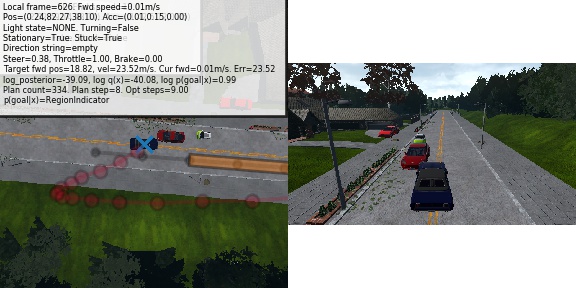 Local frame=626. Fwd speed=0.01m/s
Pos=(0.24,82.27;38.10). Acc=(0.01,0.15,0.00)
Light state=NONE. Turning=False
Stationary=True. Stuck=True
Direction string=empty
Steer=0.38, Throttle=1.00, Brake=0.00
Target fwd pos=18.82, vel=23.52m/s. Cur fwd=0.01m/s. Err=23.52
log_posterior=-39.09, log q(x)=-40.08, log p(goal|x)=0.99
Plan count=334. Plan step=8. Opt steps=9.00
p(goal|x)=RegionIndicator